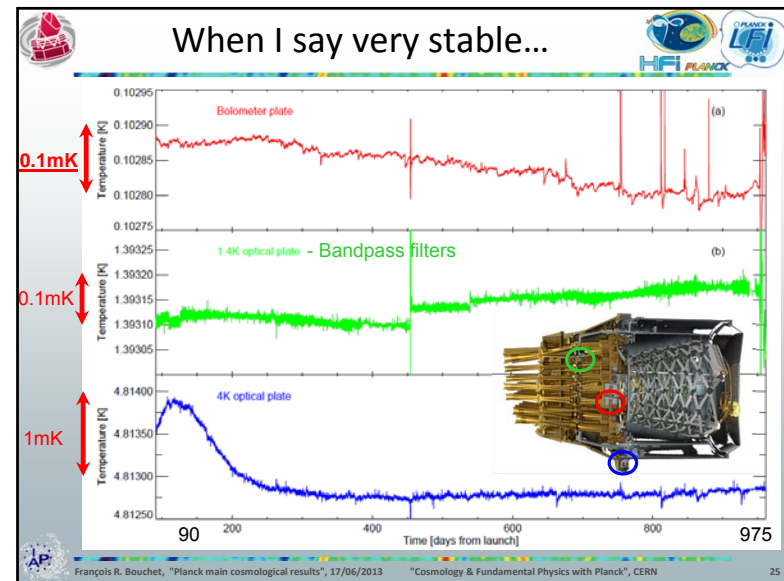 When I say very stable...
HFi PLANCK
PLANCK
LFI
0.10295
0.10290
0.10285
0.10280
0.10275
Temperature [K]
Bolometer plate
(a)
0.1mK
1.39325
1.39320
1.39315
1.39310
1.39305
Temperature [K]
1.4K optical plate - Bandpass filters
(b)
0.1mK
4.81400
4.81350
4.81300
4.81250
Temperature [K]
4K optical plate
1mK
90
200
400
600
800
975
Time [days from launch]
AP
François R. Bouchet, "Planck main cosmological results", 17/06/2013
"Cosmology & Fundamental Physics with Planck", CERN
25